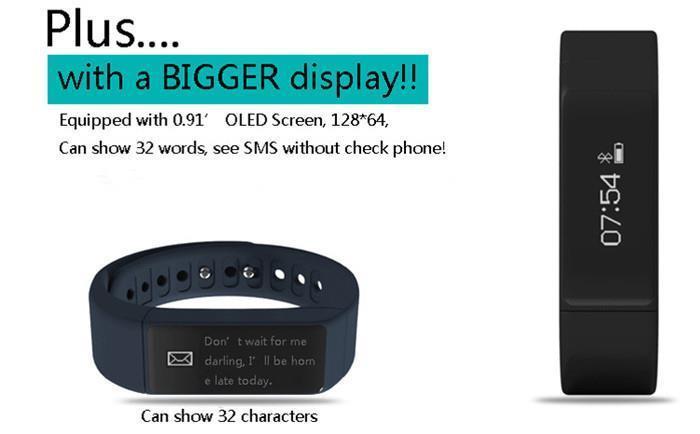 Plus....
with a BIGGER display!!
Equipped with 0.91′ OLED Screen, 128*64,
Can show 32 words, see SMS without check phone!
07:54
Don't wait for me
darling, I'll be hom
e late today.
Can show 32 characters